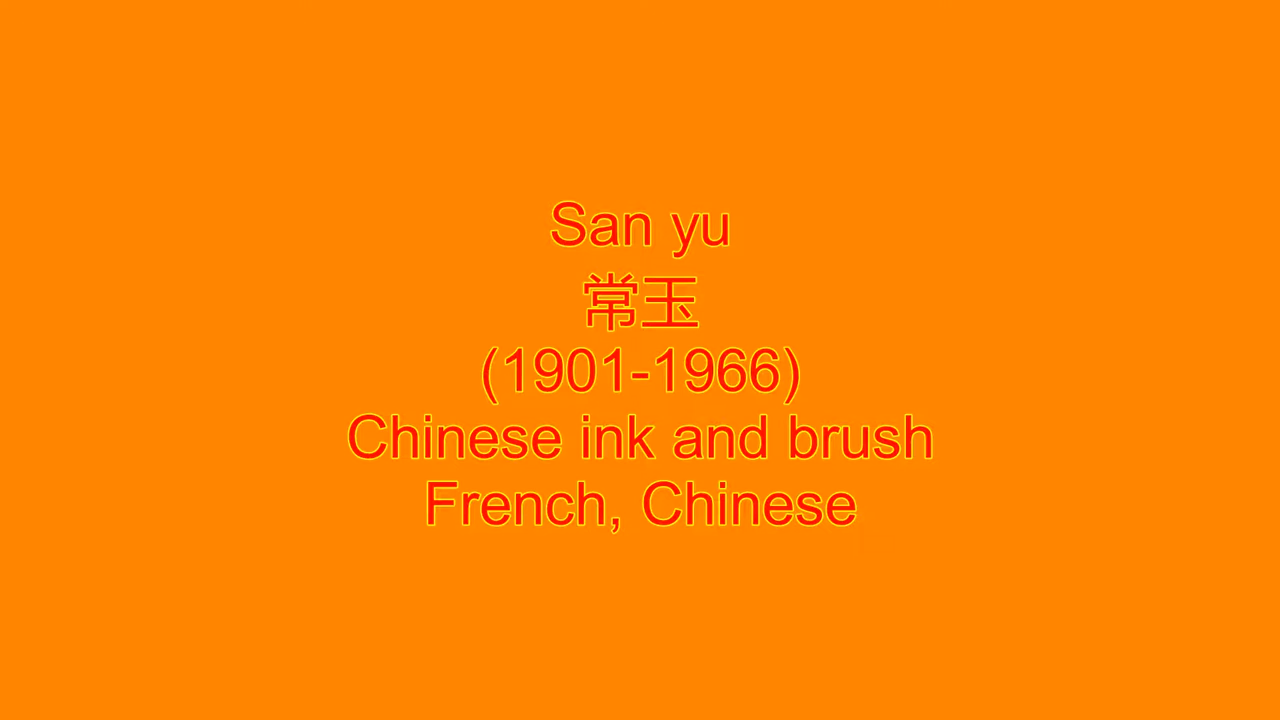 San yu
常玉
(1901-1966)
Chinese ink and brush
French, Chinese